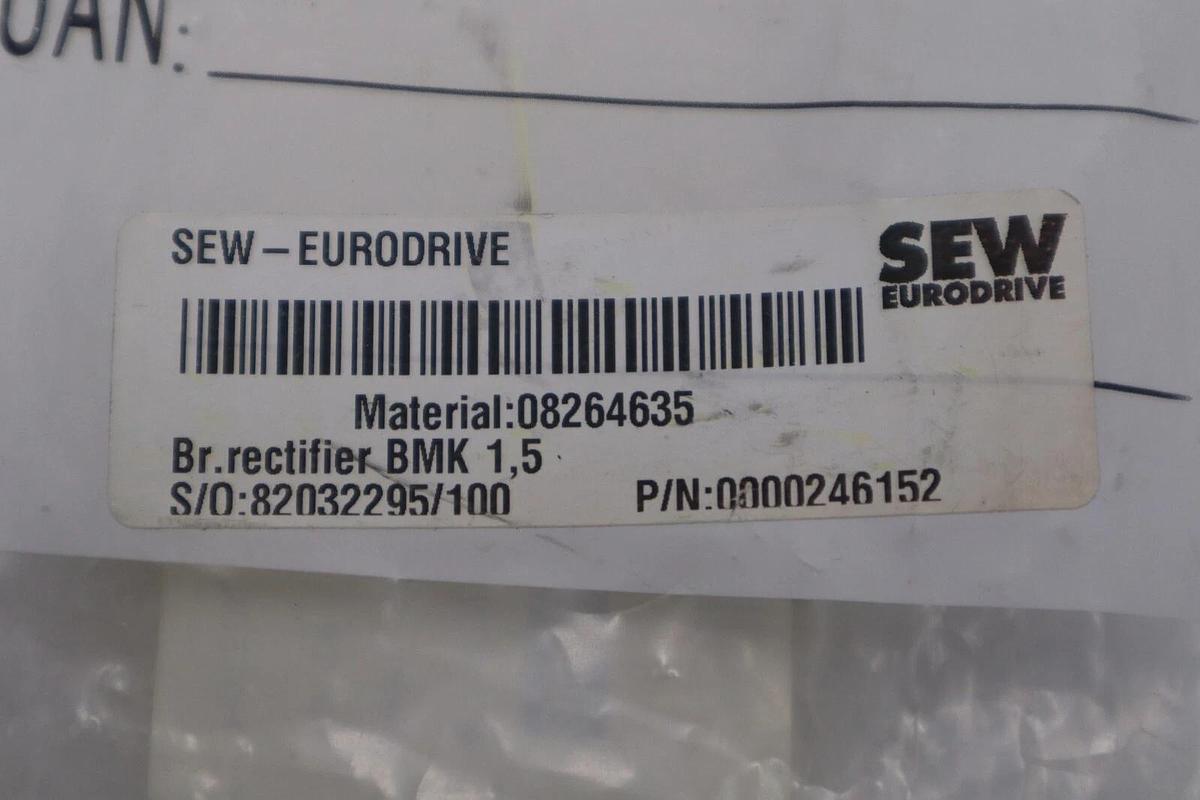 UAN:
SEW – EURODRIVE
SEW
EURODRIVE
Material:08264635
Br.rectifier BMK 1,5
S/O:82032295/100 P/N:0000246152